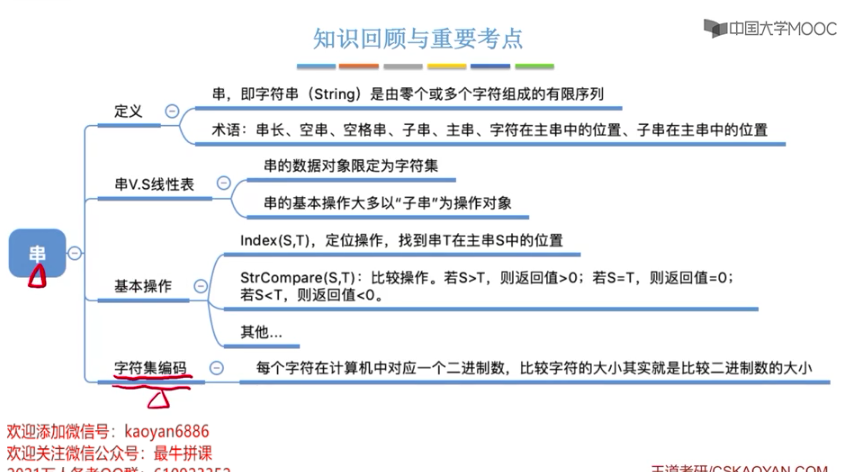 中国大学MOOC
知识回顾与重要考点
串
定义
串，即字符串（String）是由零个或多个字符组成的有限序列
术语：串长、空串、空格串、子串、主串、字符在主串中的位置、子串在主串中的位置
串V.S线性表
串的数据对象限定为字符集
串的基本操作大多以“子串”为操作对象
基本操作
Index(S,T)，定位操作，找到串T在主串S中的位置
StrCompare(S,T)：比较操作。若S>T，则返回值>0；若S=T，则返回值=0；
若S<T，则返回值<0。
其他...
字符集编码
每个字符在计算机中对应一个二进制数，比较字符的大小其实就是比较二进制数的大小
欢迎添加微信号：kaoyan6886
欢迎关注微信公众号：最牛拼课
王道考研/CSKAOYAN.COM